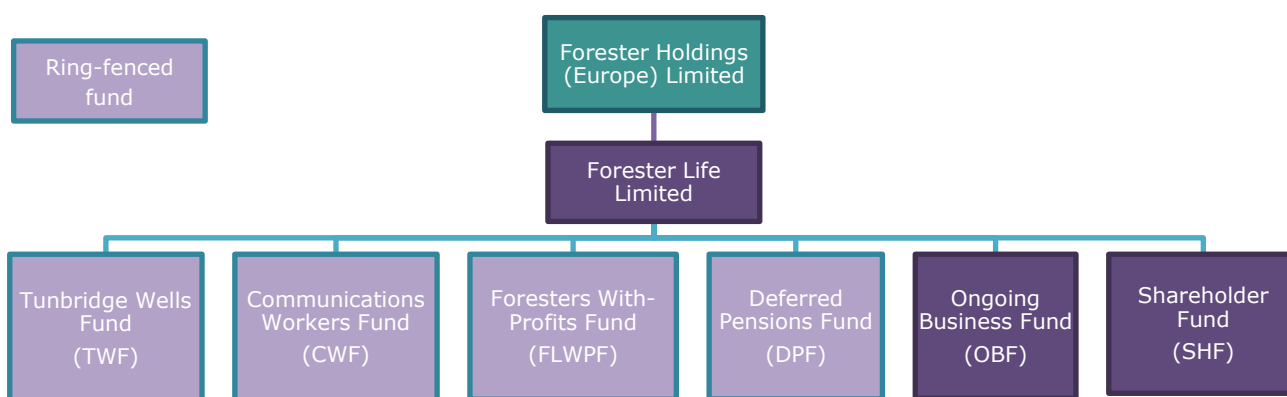 Ring-fenced
fund
Forester Holdings
(Europe) Limited
Forester Life
Limited
Tunbridge Wells
Fund
(TWF)
Communications
Workers Fund
(CWF)
Foresters With-
Profits Fund
(FLWPF)
Deferred
Pensions Fund
(DPF)
Ongoing
Business Fund
(OBF)
Shareholder
Fund
(SHF)